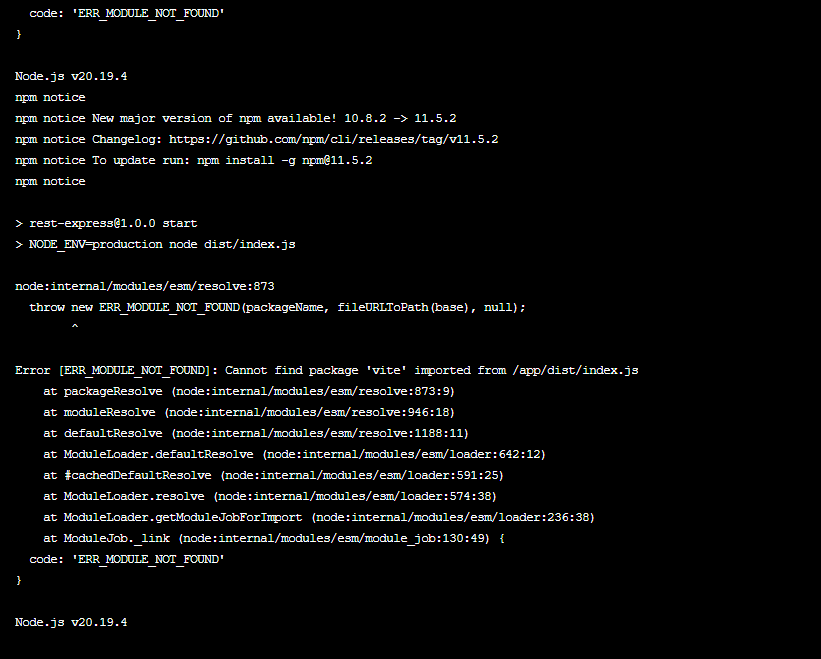 code: 'ERR_MODULE_NOT_FOUND'
}
Node.js v20.19.4
npm notice
npm notice New major version of npm available! 10.8.2 -> 11.5.2
npm notice Changelog: https://github.com/npm/cli/releases/tag/v11.5.2
npm notice To update run: npm install -g npm@11.5.2
npm notice
> rest-express@1.0.0 start
> NODE_ENV=production node dist/index.js
node:internal/modules/esm/resolve:873
throw new ERR_MODULE_NOT_FOUND(packageName, fileURLToPath(base), null);
^
Error [ERR_MODULE_NOT_FOUND]: Cannot find package 'vite' imported from /app/dist/index.js
at packageResolve (node:internal/modules/esm/resolve:873:9)
at moduleResolve (node:internal/modules/esm/resolve:946:18)
at defaultResolve (node:internal/modules/esm/resolve:1188:11)
at ModuleLoader.defaultResolve (node:internal/modules/esm/loader:642:12)
at #cachedDefaultResolve (node:internal/modules/esm/loader:591:25)
at ModuleLoader.resolve (node:internal/modules/esm/loader:574:38)
at ModuleLoader.getModuleJobForImport (node:internal/modules/esm/loader:236:38)
at ModuleJob._link (node:internal/modules/esm/module_job:130:49) {
code: 'ERR_MODULE_NOT_FOUND'
}
Node.js v20.19.4